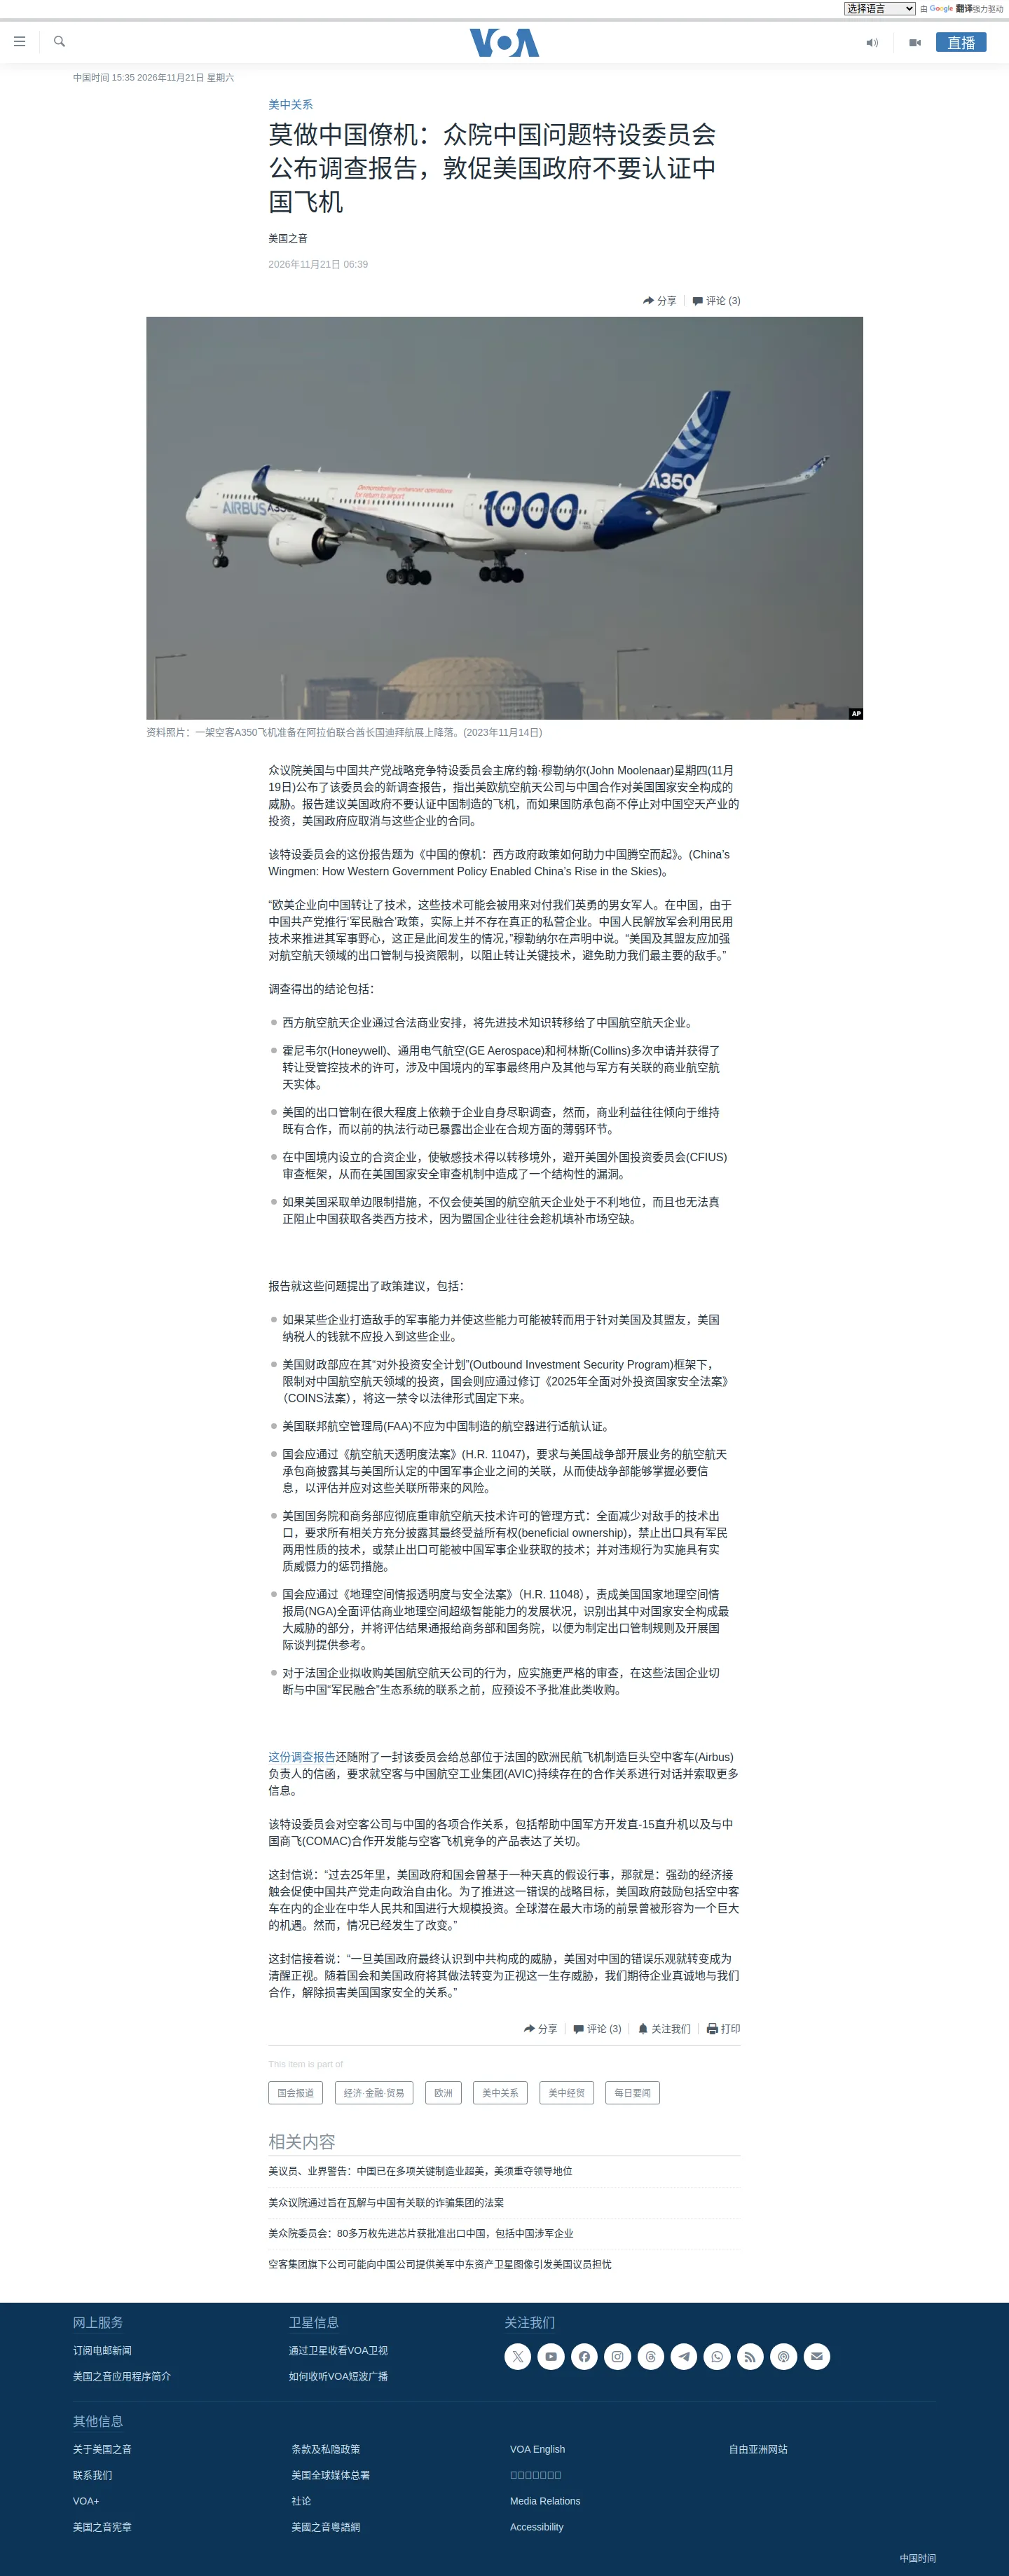 选择语言 由 Google 翻译强力驱动
VOA
直播
中国时间 15:35 2026年11月21日 星期六
美中关系
莫做中国僚机：众院中国问题特设委员会
公布调查报告，敦促美国政府不要认证中
国飞机
美国之音
2026年11月21日 06:39
分享 评论 (3)
AIRBUS A350
Demonstrating enhanced operations
for return to airport
1000
A350
AP
资料照片：一架空客A350飞机准备在阿拉伯联合酋长国迪拜航展上降落。(2023年11月14日)
众议院美国与中国共产党战略竞争特设委员会主席约翰·穆勒纳尔(John Moolenaar)星期四(11月
19日)公布了该委员会的新调查报告，指出美欧航空航天公司与中国合作对美国国家安全构成的
威胁。报告建议美国政府不要认证中国制造的飞机，而如果国防承包商不停止对中国空天产业的
投资，美国政府应取消与这些企业的合同。
该特设委员会的这份报告题为《中国的僚机：西方政府政策如何助力中国腾空而起》。(China’s
Wingmen: How Western Government Policy Enabled China’s Rise in the Skies)。
“欧美企业向中国转让了技术，这些技术可能会被用来对付我们英勇的男女军人。在中国，由于
中国共产党推行‘军民融合’政策，实际上并不存在真正的私营企业。中国人民解放军会利用民用
技术来推进其军事野心，这正是此间发生的情况，”穆勒纳尔在声明中说。“美国及其盟友应加强
对航空航天领域的出口管制与投资限制，以阻止转让关键技术，避免助力我们最主要的敌手。”
调查得出的结论包括：
西方航空航天企业通过合法商业安排，将先进技术知识转移给了中国航空航天企业。
霍尼韦尔(Honeywell)、通用电气航空(GE Aerospace)和柯林斯(Collins)多次申请并获得了
转让受管控技术的许可，涉及中国境内的军事最终用户及其他与军方有关联的商业航空航
天实体。
美国的出口管制在很大程度上依赖于企业自身尽职调查，然而，商业利益往往倾向于维持
既有合作，而以前的执法行动已暴露出企业在合规方面的薄弱环节。
在中国境内设立的合资企业，使敏感技术得以转移境外，避开美国外国投资委员会(CFIUS)
审查框架，从而在美国国家安全审查机制中造成了一个结构性的漏洞。
如果美国采取单边限制措施，不仅会使美国的航空航天企业处于不利地位，而且也无法真
正阻止中国获取各类西方技术，因为盟国企业往往会趁机填补市场空缺。
报告就这些问题提出了政策建议，包括：
如果某些企业打造敌手的军事能力并使这些能力可能被转而用于针对美国及其盟友，美国
纳税人的钱就不应投入到这些企业。
美国财政部应在其“对外投资安全计划”(Outbound Investment Security Program)框架下，
限制对中国航空航天领域的投资，国会则应通过修订《2025年全面对外投资国家安全法案》
（COINS法案），将这一禁令以法律形式固定下来。
美国联邦航空管理局(FAA)不应为中国制造的航空器进行适航认证。
国会应通过《航空航天透明度法案》(H.R. 11047)，要求与美国战争部开展业务的航空航天
承包商披露其与美国所认定的中国军事企业之间的关联，从而使战争部能够掌握必要信
息，以评估并应对这些关联所带来的风险。
美国国务院和商务部应彻底重审航空航天技术许可的管理方式：全面减少对敌手的技术出
口，要求所有相关方充分披露其最终受益所有权(beneficial ownership)，禁止出口具有军民
两用性质的技术，或禁止出口可能被中国军事企业获取的技术；并对违规行为实施具有实
质威慑力的惩罚措施。
国会应通过《地理空间情报透明度与安全法案》（H.R. 11048），责成美国国家地理空间情
报局(NGA)全面评估商业地理空间超级智能能力的发展状况，识别出其中对国家安全构成最
大威胁的部分，并将评估结果通报给商务部和国务院，以便为制定出口管制规则及开展国
际谈判提供参考。
对于法国企业拟收购美国航空航天公司的行为，应实施更严格的审查，在这些法国企业切
断与中国“军民融合”生态系统的联系之前，应预设不予批准此类收购。
这份调查报告还随附了一封该委员会给总部位于法国的欧洲民航飞机制造巨头空中客车(Airbus)
负责人的信函，要求就空客与中国航空工业集团(AVIC)持续存在的合作关系进行对话并索取更多
信息。
该特设委员会对空客公司与中国的各项合作关系，包括帮助中国军方开发直-15直升机以及与中
国商飞(COMAC)合作开发能与空客飞机竞争的产品表达了关切。
这封信说：“过去25年里，美国政府和国会曾基于一种天真的假设行事，那就是：强劲的经济接
触会促使中国共产党走向政治自由化。为了推进这一错误的战略目标，美国政府鼓励包括空中客
车在内的企业在中华人民共和国进行大规模投资。全球潜在最大市场的前景曾被形容为一个巨大
的机遇。然而，情况已经发生了改变。”
这封信接着说：“一旦美国政府最终认识到中共构成的威胁，美国对中国的错误乐观就转变成为
清醒正视。随着国会和美国政府将其做法转变为正视这一生存威胁，我们期待企业真诚地与我们
合作，解除损害美国国家安全的关系。”
分享 评论 (3) 关注我们 打印
This item is part of
国会报道 经济·金融·贸易 欧洲 美中关系 美中经贸 每日要闻
相关内容
美议员、业界警告：中国已在多项关键制造业超美，美须重夺领导地位
美众议院通过旨在瓦解与中国有关联的诈骗集团的法案
美众院委员会：80多万枚先进芯片获批准出口中国，包括中国涉军企业
空客集团旗下公司可能向中国公司提供美军中东资产卫星图像引发美国议员担忧
网上服务 卫星信息 关注我们
订阅电邮新闻 通过卫星收看VOA卫视
美国之音应用程序简介 如何收听VOA短波广播
其他信息
关于美国之音 条款及私隐政策 VOA English 自由亚洲网站
联系我们 美国全球媒体总署
VOA+ 社论 Media Relations
美国之音宪章 美國之音粵語網 Accessibility
中国时间